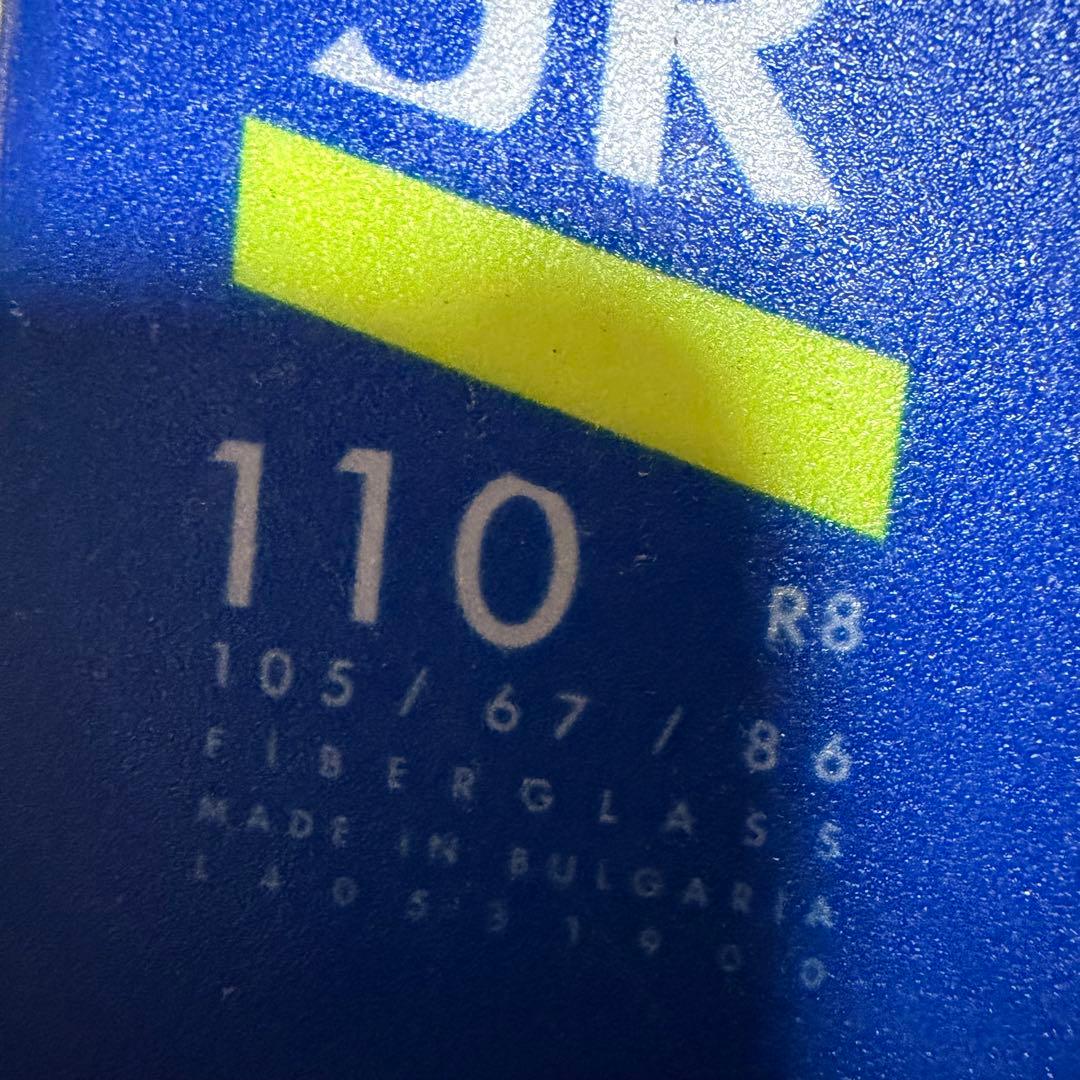 JR
110 R8
105/67/86
FIBERGLASS
MADE IN BULGARIA
L40531900